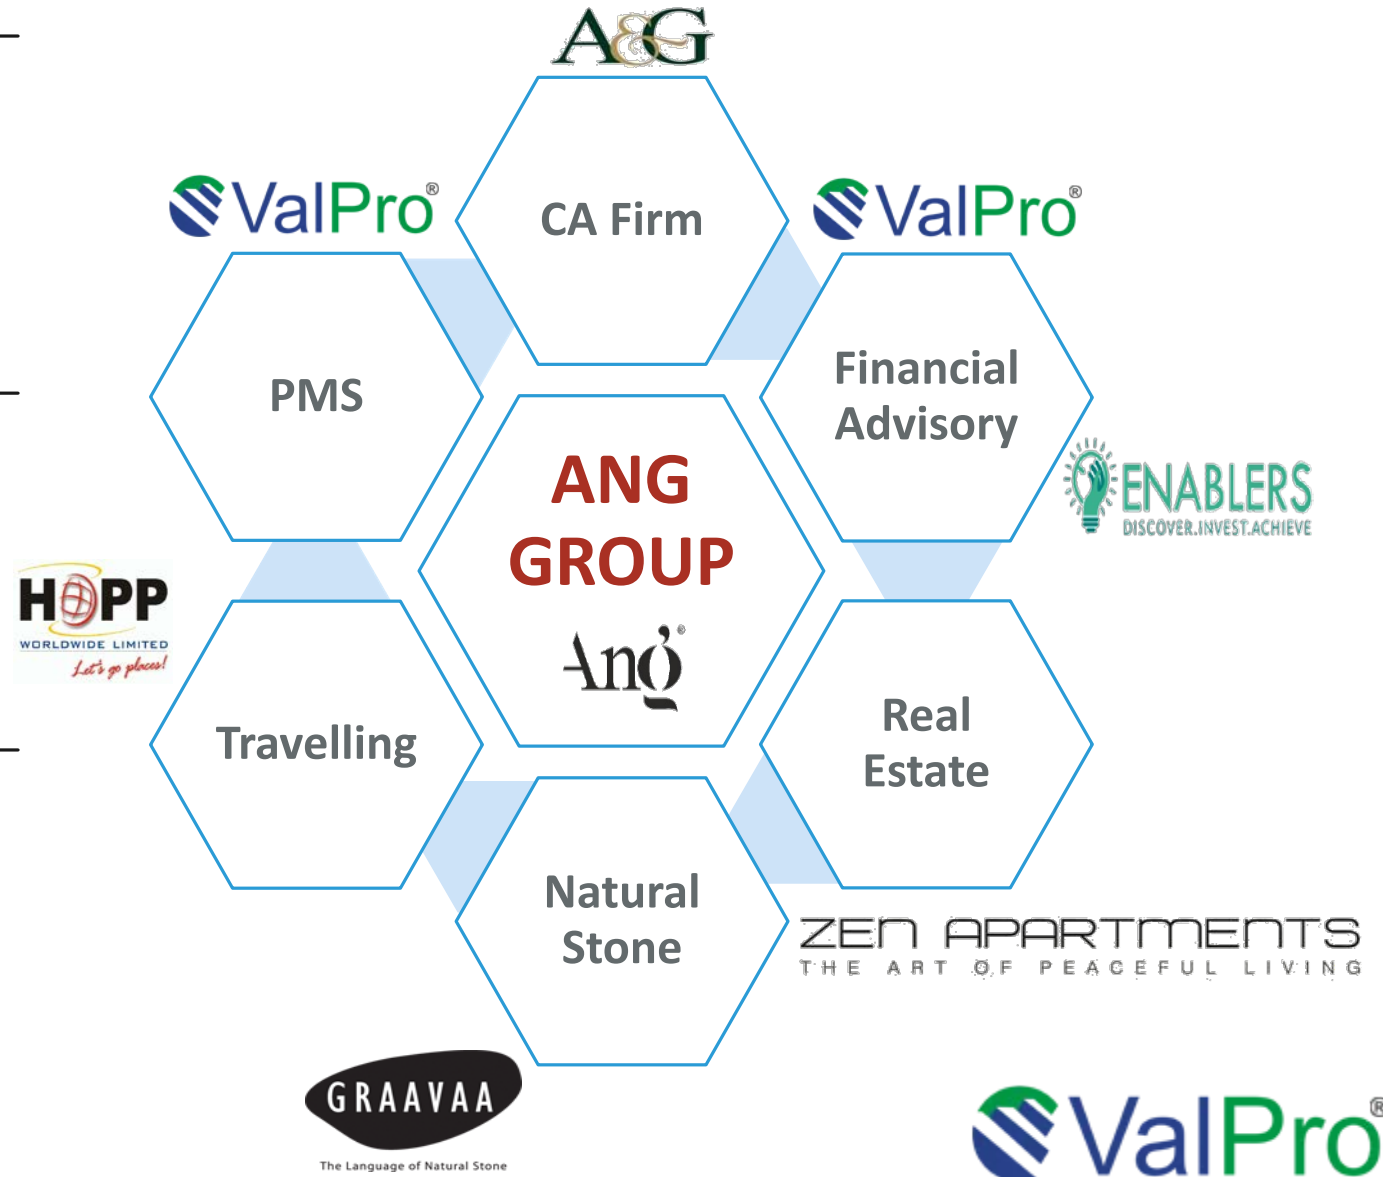 A&G
ValPro®
CA Firm
ValPro®
PMS
Financial
Advisory
ENABLERS
DISCOVER.INVEST.ACHIEVE
ANG
GROUP
Ang®
HOPP
WORLDWIDE LIMITED
Let's go places!
Travelling
Real
Estate
Natural
Stone
ZEN APARTMENTS
THE ART OF PEACEFUL LIVING
GRAAVAA
The Language of Natural Stone
ValPro®